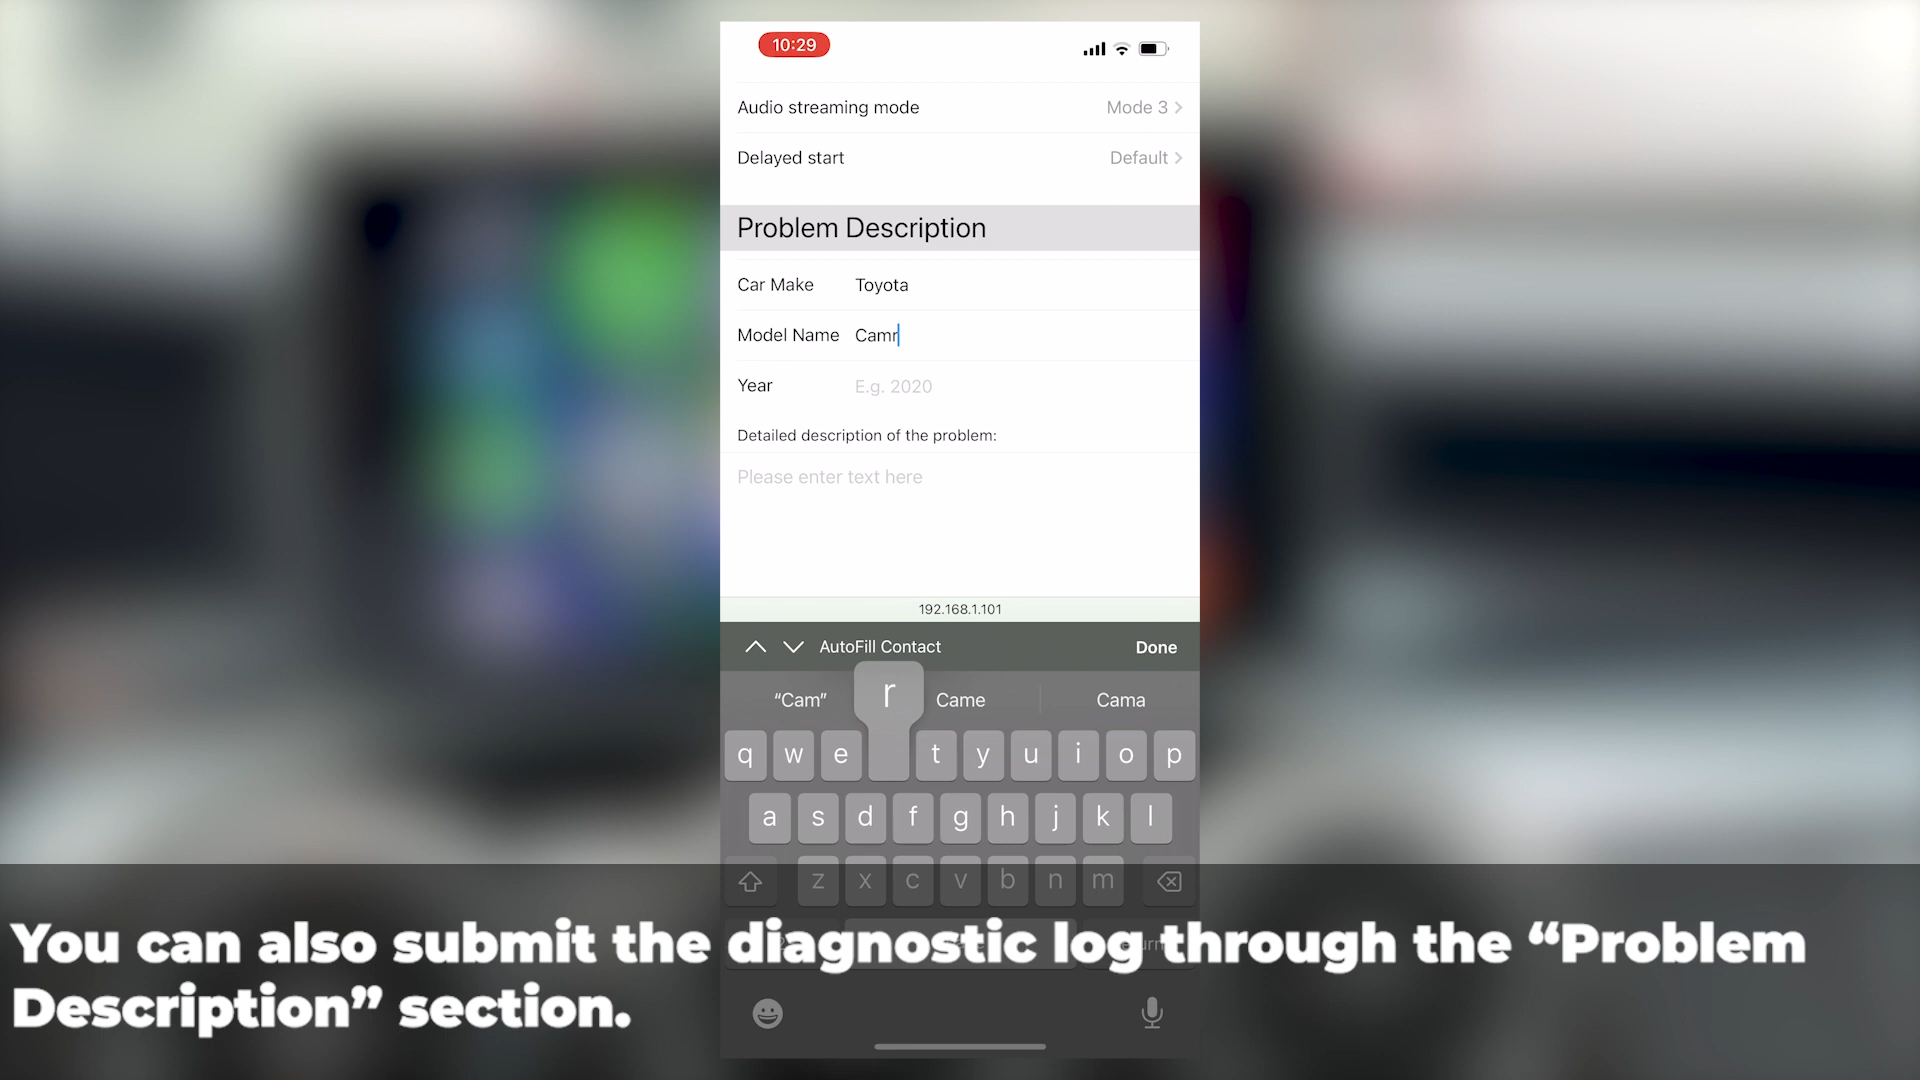 10:29
Audio streaming mode Mode 3
Delayed start Default
Problem Description
Car Make Toyota
Model Name Camr
Year E.g. 2020
Detailed description of the problem:
Please enter text here
192.168.1.101
AutoFill Contact Done
“Cam” Came Cama
r
q w e t y u i o p
a s d f g h j k l
z x c v b n m
You can also submit the diagnostic log through the “Problem
Description” section.